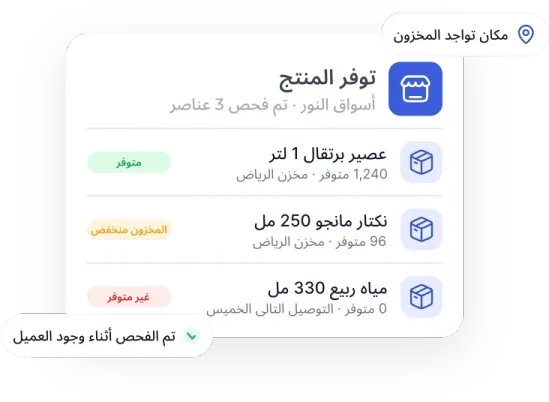 مكان تواجد المخزون
توفر المنتج
أسواق النور · تم فحص 3 عناصر
عصير برتقال 1 لتر
1,240 متوفر · مخزن الرياض
متوفر
نكتار مانجو 250 مل
96 متوفر · مخزن الرياض
المخزون منخفض
مياه ربيع 330 مل
0 متوفر · التوصيل التالي الخميس
غير متوفر
تم الفحص أثناء وجود العميل